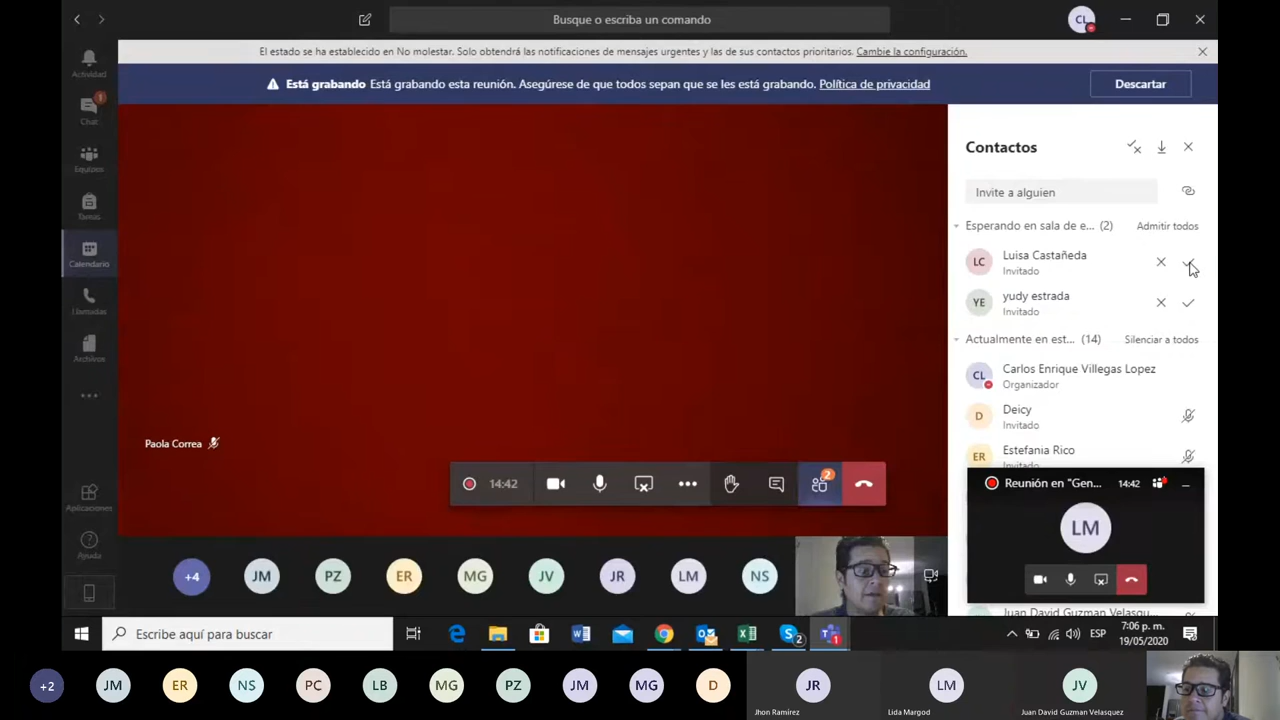 Busque o escriba un comando
CL
El estado se ha establecido en No molestar. Solo obtendrá las notificaciones de mensajes urgentes y las de sus contactos prioritarios. Cambie la configuración.
Está grabando Está grabando esta reunión. Asegúrese de que todos sepan que se les está grabando. Política de privacidad
Descartar
Actividad
1
Chat
Equipos
Tareas
Calendario
Llamadas
Archivos
Aplicaciones
Ayuda
Paola Correa
14:42
2
Contactos
Invite a alguien
Esperando en sala de e... (2) Admitir todos
LC Luisa Castañeda
Invitado
YE yudy estrada
Invitado
Actualmente en est... (14) Silenciar a todos
CL Carlos Enrique Villegas Lopez
Organizador
D Deicy
Invitado
ER Estefania Rico
Invitado
Reunión en "Gen... 14:42
LM
Juan David Guzman Velasqu...
+4 JM PZ ER MG JV JR LM NS
Escribe aquí para buscar
2
1
ESP
7:06 p. m.
19/05/2020
+2 JM ER NS PC LB MG PZ JM MG D JR LM JV
Jhon Ramírez
Lida Margod
Juan David Guzman Velasquez